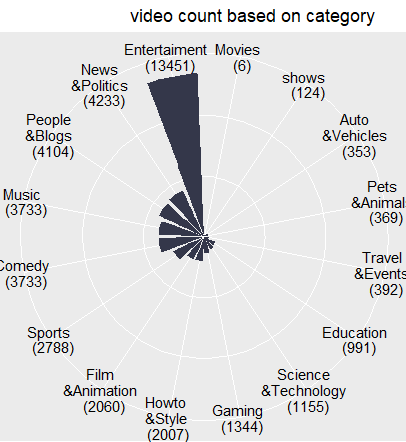 video count based on category
Entertaiment
(13451)
Movies
(6)
shows
(124)
Auto
&Vehicles
(353)
Pets
&Animal
(369)
Travel
&Events
(392)
Education
(991)
Science
&Technology
(1155)
Gaming
(1344)
Howto
&Style
(2007)
Film
&Animation
(2060)
Sports
(2788)
Comedy
(3733)
Music
(3733)
People
&Blogs
(4104)
News
&Politics
(4233)